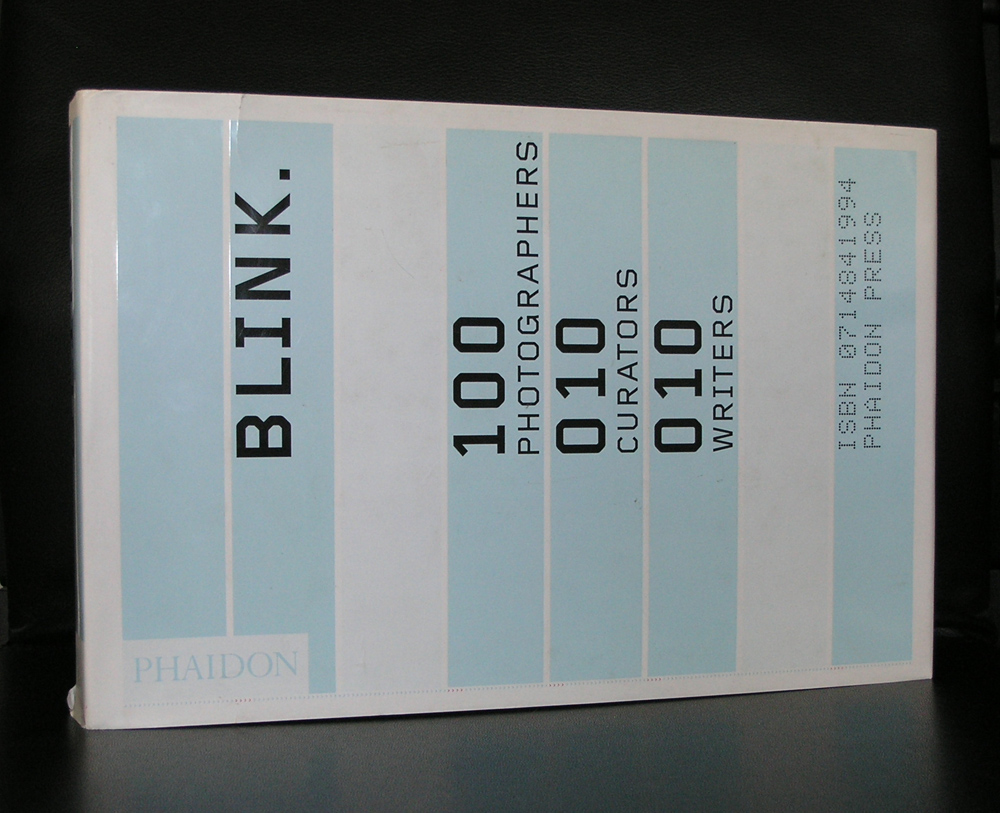 BLINK.
100
PHOTOGRAPHERS
010
CURATORS
010
WRITERS
ISBN 0714841994
PHAIDON PRESS
PHAIDON